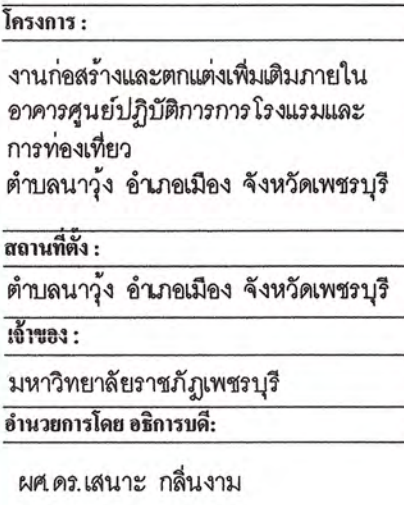 โครงการ :
งานก่อสร้างและตกแต่งเพิ่มเติมภายใน
อาคารศูนย์ปฏิบัติการการโรงแรมและ
การท่องเที่ยว
ตำบลนาวุ้ง อำเภอเมือง จังหวัดเพชรบุรี
สถานที่ตั้ง :
ตำบลนาวุ้ง อำเภอเมือง จังหวัดเพชรบุรี
เจ้าของ :
มหาวิทยาลัยราชภัฏเพชรบุรี
อำนวยการโดย อธิการบดี:
ผศ.ดร.เสนาะ กลิ่นงาม